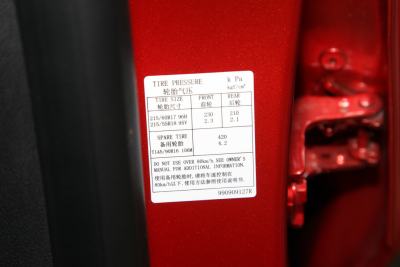 TIRE PRESSURE k Pa
轮胎气压 kgf/cm²
TIRE SIZE FRONT REAR
轮胎尺寸 前轮 后轮
215/60R17 96H 230 210
215/55R18 95V 2.3 2.1
SPARE TIRE 420
备用轮胎 4.2
T145/90R16 106M
DO NOT USE OVER 80km/h. SEE OWNER'S
MANUAL FOR ADDITIONAL INFORMATION.
使用备用轮胎时,请将车速控制在
80km/h以下,使用方法参照使用说明书.
990909127R